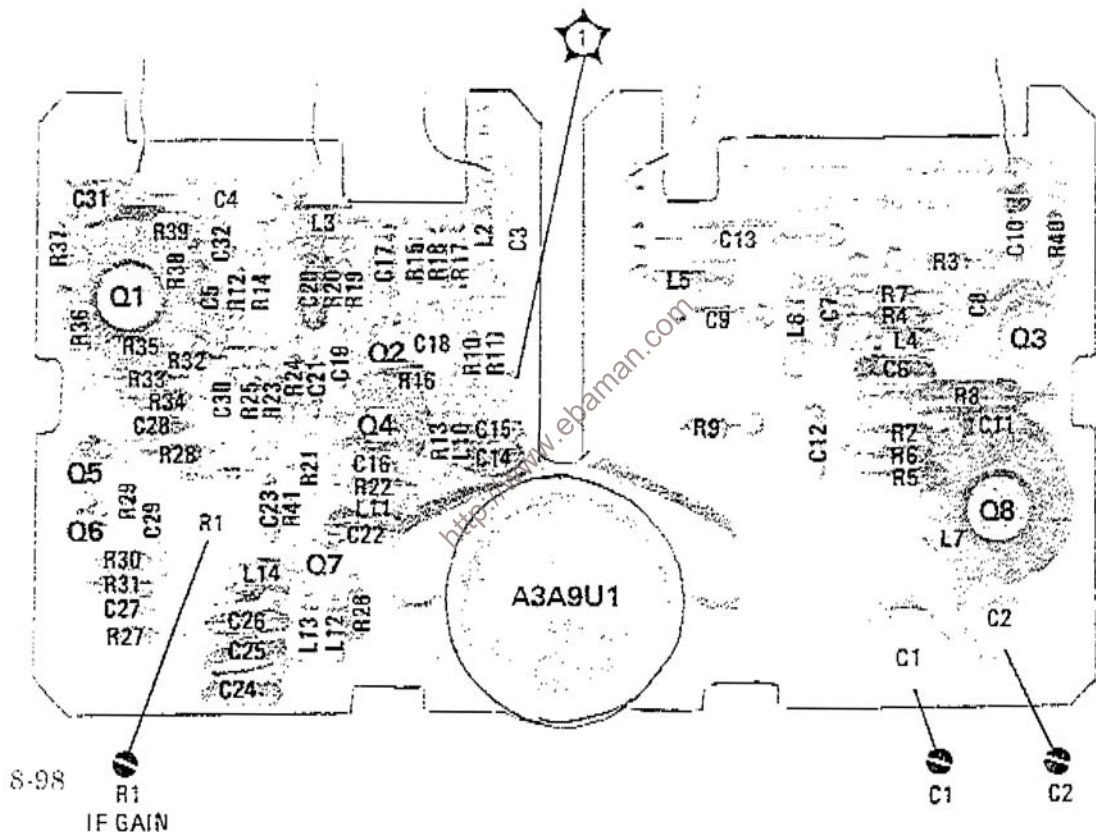 1
C31
C4
R37
R39
C32
L3
R38
C5
R12
R14
C20
R20
R19
C17
R15
R18
R17
L2
C3
Q1
R36
R35
R32
R33
R34
C28
R28
C30
R25
R23
R24
C21
C19
Q2
C18
R16
R10
R11
Q4
R13
L10
C15
C14
C16
R22
L11
C22
R21
C23
R41
Q5
R29
C29
Q6
R1
R30
R31
C27
R27
L14
Q7
C26
C25
C24
L13
L12
R26
A3A9U1
C13
L5
C9
L6
C7
R3
C10
R40
R7
R4
C8
Q3
L4
C6
R8
C11
R9
C12
R2
R6
R5
Q8
L7
C2
C1
http://www.ebaman.com
8-98
R1
IF GAIN
C1
C2